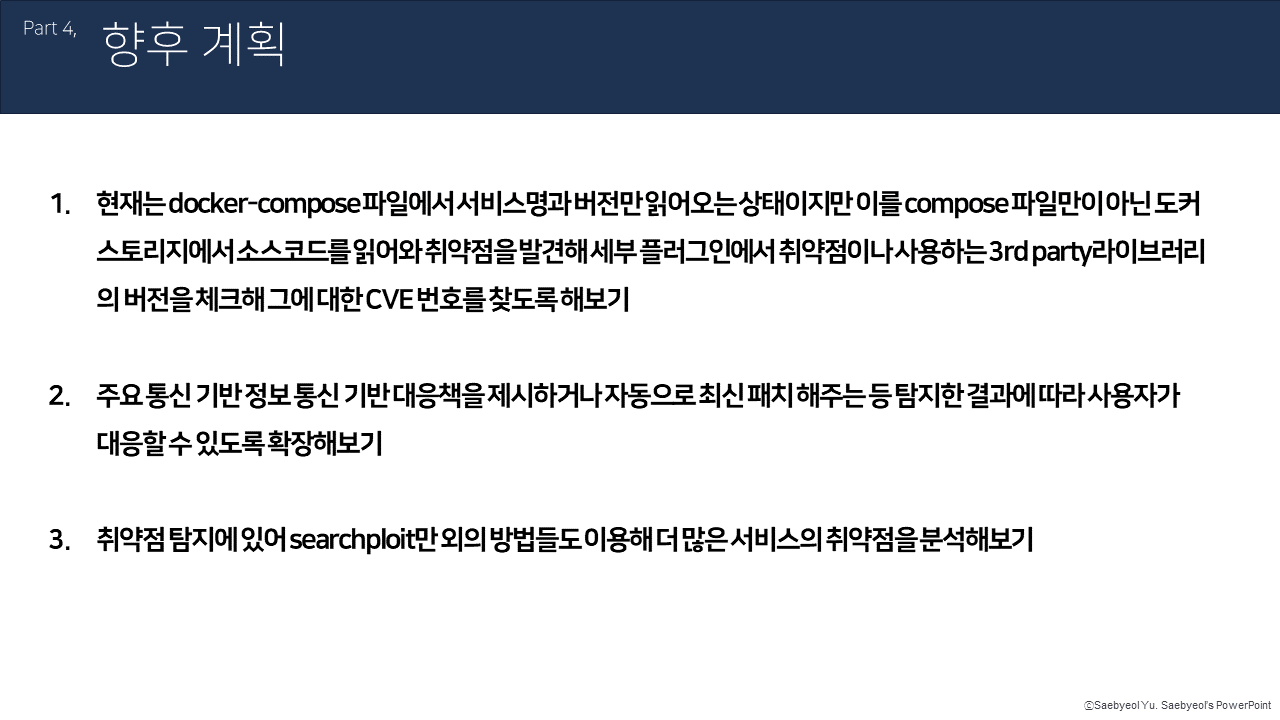 Part 4,
향후 계획
1. 현재는 docker-compose 파일에서 서비스명과 버전만 읽어오는 상태이지만 이를 compose 파일만이 아닌 도커
스토리지에서 소스코드를 읽어와 취약점을 발견해 세부 플러그인에서 취약점이나 사용하는 3rd party라이브러리
의 버전을 체크해 그에 대한 CVE 번호를 찾도록 해보기
2. 주요 통신 기반 정보 통신 기반 대응책을 제시하거나 자동으로 최신 패치 해주는 등 탐지한 결과에 따라 사용자가
대응할 수 있도록 확장해보기
3. 취약점 탐지에 있어 searchploit만 외의 방법들도 이용해 더 많은 서비스의 취약점을 분석해보기
ⓒSaebyeol Yu. Saebyeol's PowerPoint